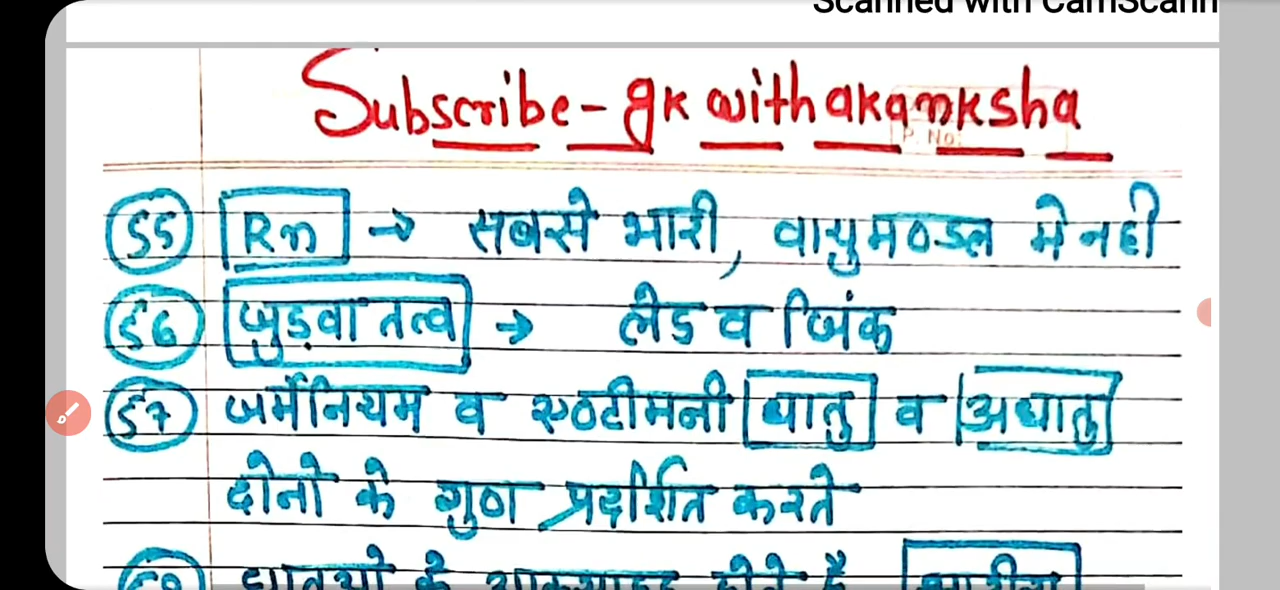 Scanned with CamScann
Subscribe - gk with akanksha
P. No.
55 Rn → सबसे भारी, वायुमण्डल मे नही
56 जुड़वा तत्व → लेड व जिंक
57 जर्मेनियम व एण्टीमनी धातु व अधातु
दोनो के गुण प्रदर्शित करते